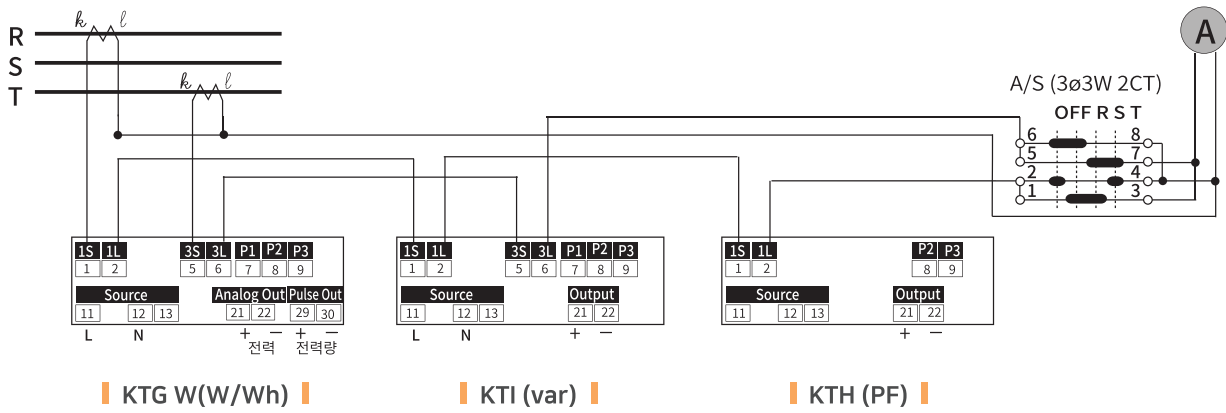 k ℓ
R
S
k ℓ
T
A
A/S (3ø3W 2CT)
OFF R S T
6 8
5 7
2 4
1 3
1S 1L 3S 3L P1 P2 P3
1 2 5 6 7 8 9
Source Analog Out Pulse Out
11 12 13 21 22 29 30
L N + − + −
전력 전력량
KTG W(W/Wh)
1S 1L 3S 3L P1 P2 P3
1 2 5 6 7 8 9
Source Output
11 12 13 21 22
L N + −
KTI (var)
1S 1L P2 P3
1 2 8 9
Source Output
11 12 13 21 22
+ −
KTH (PF)